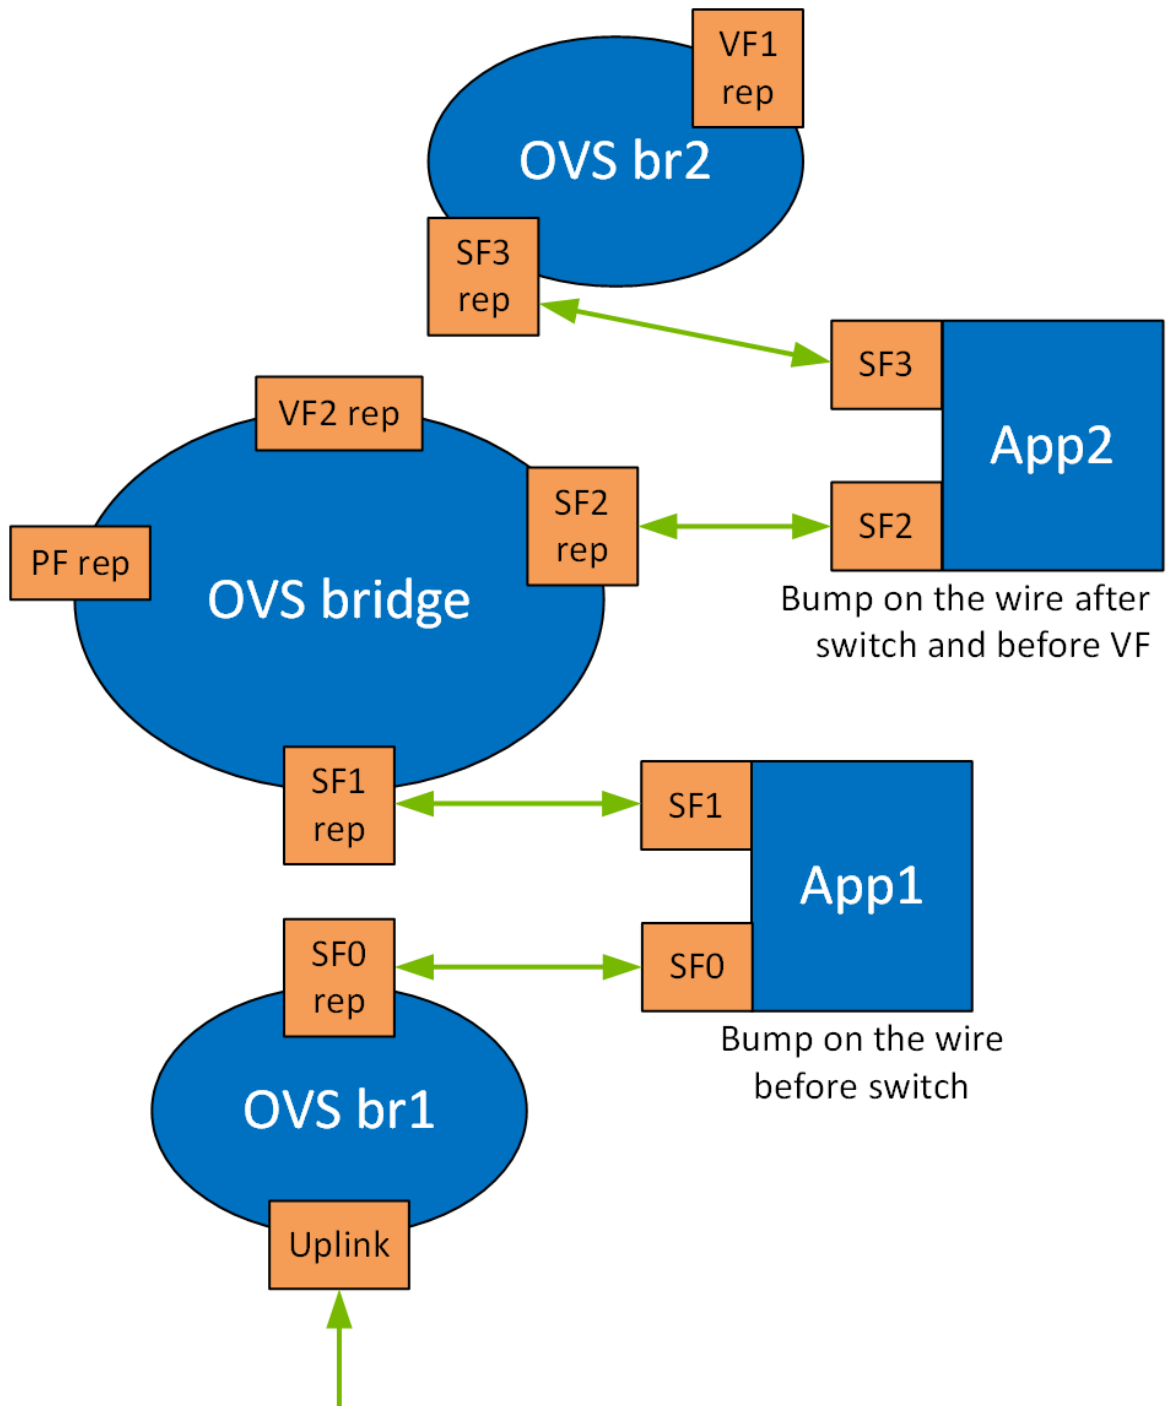 VF1
rep
OVS br2
SF3
rep
SF3
App2
VF2 rep
SF2
rep
SF2
PF rep
OVS bridge
Bump on the wire after
switch and before VF
SF1
rep
SF1
App1
SF0
rep
SF0
Bump on the wire
before switch
OVS br1
Uplink